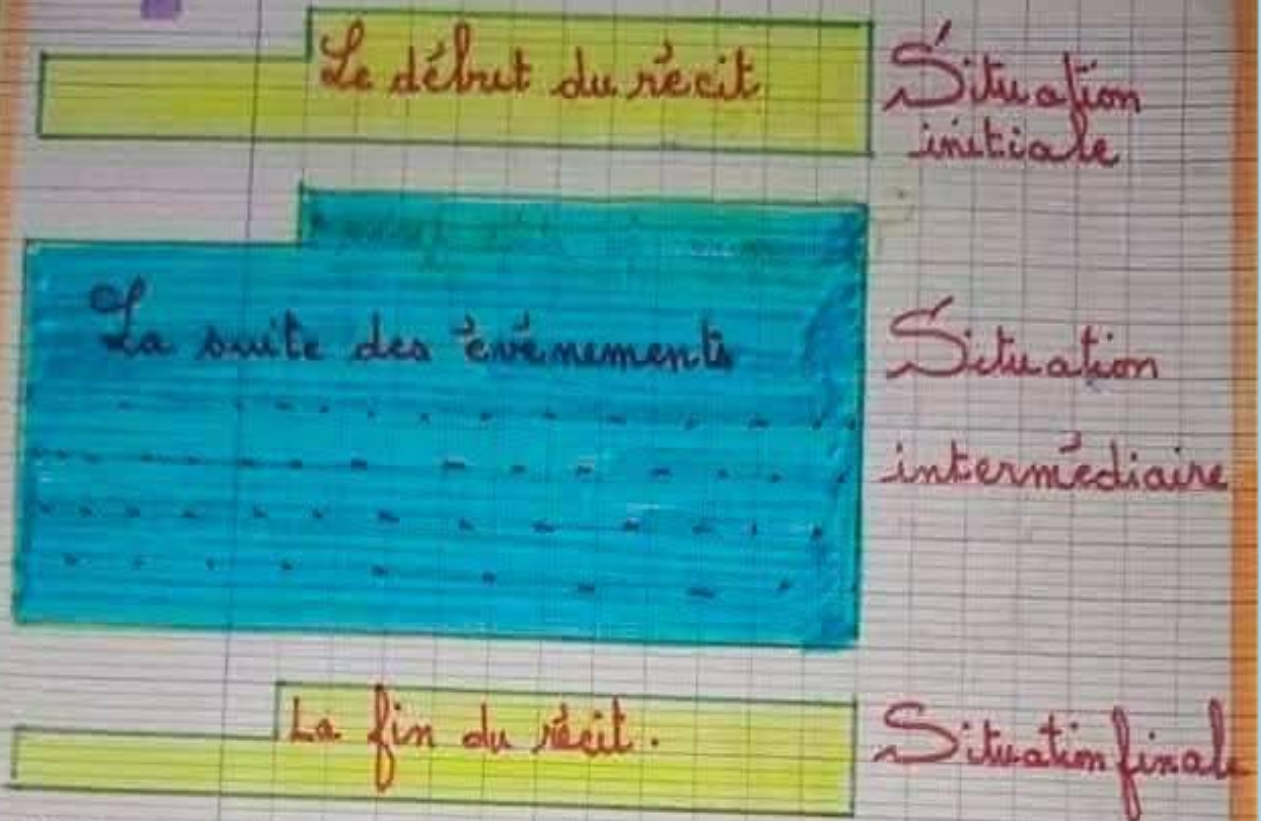 Le début du récit
Situation
initiale
La suite des événements
Situation
intermédiaire
La fin du récit.
Situation finale